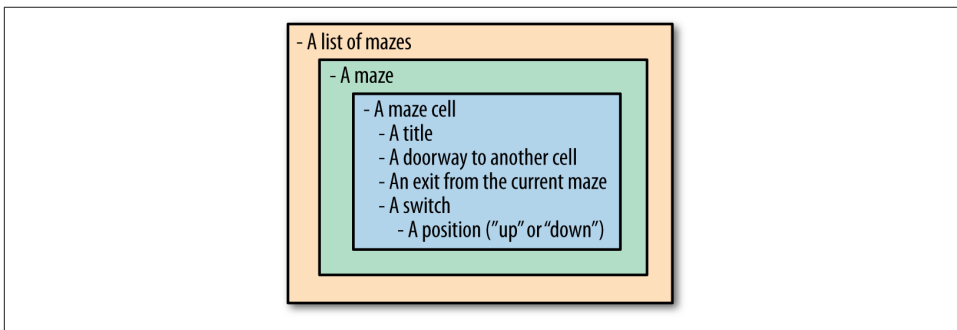 - A list of mazes
- A maze
- A maze cell
- A title
- A doorway to another cell
- An exit from the current maze
- A switch
- A position (”up” or “down”)